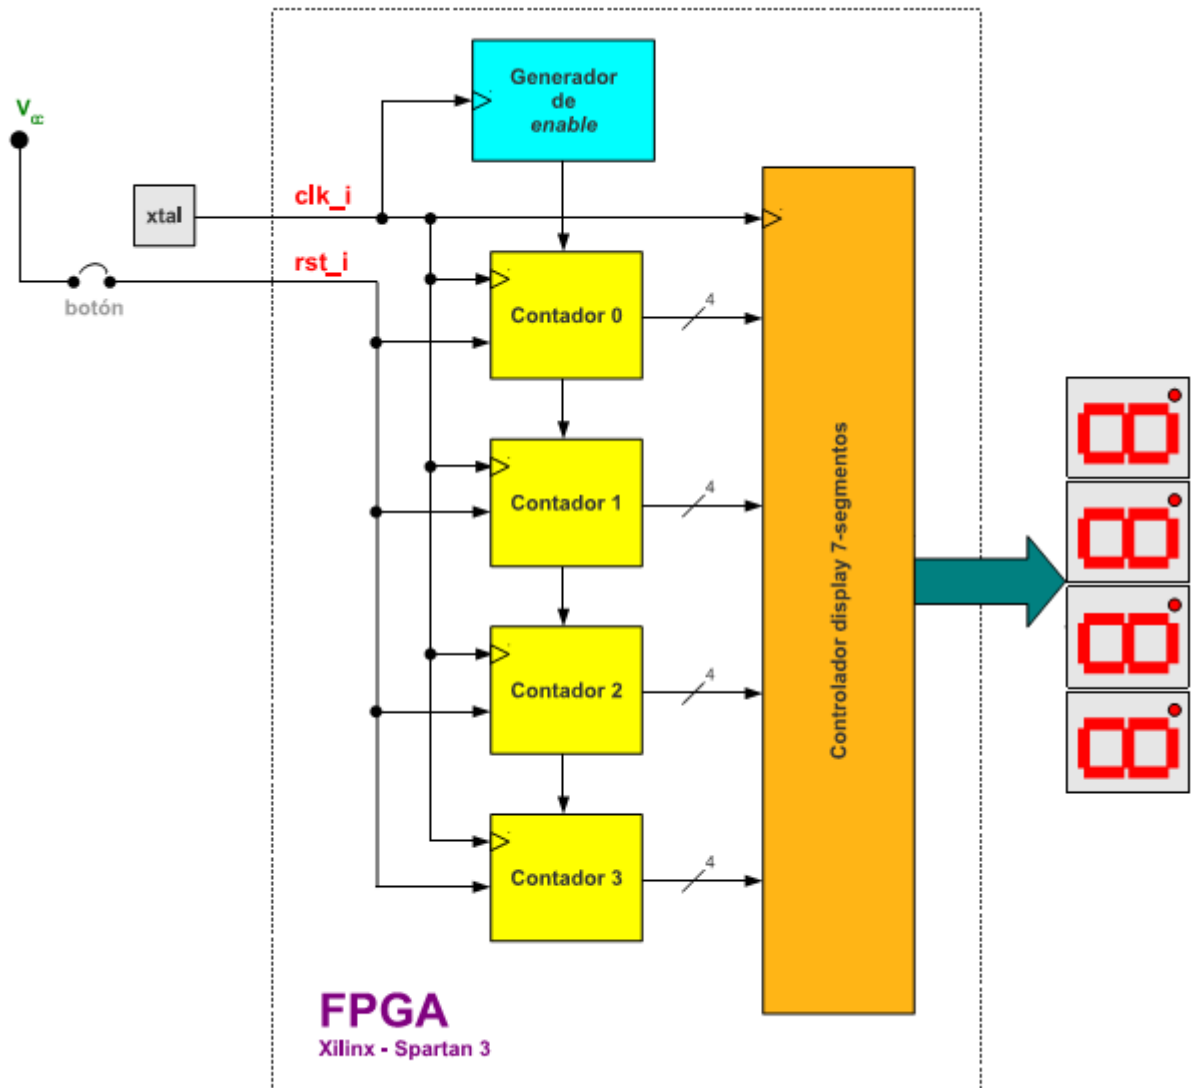 Generador
de
enable
Vcc
xtal
clk_i
rst_i
botón
Contador 0
4
Contador 1
4
Contador 2
4
Contador 3
4
Controlador display 7-segmentos
FPGA
Xilinx - Spartan 3